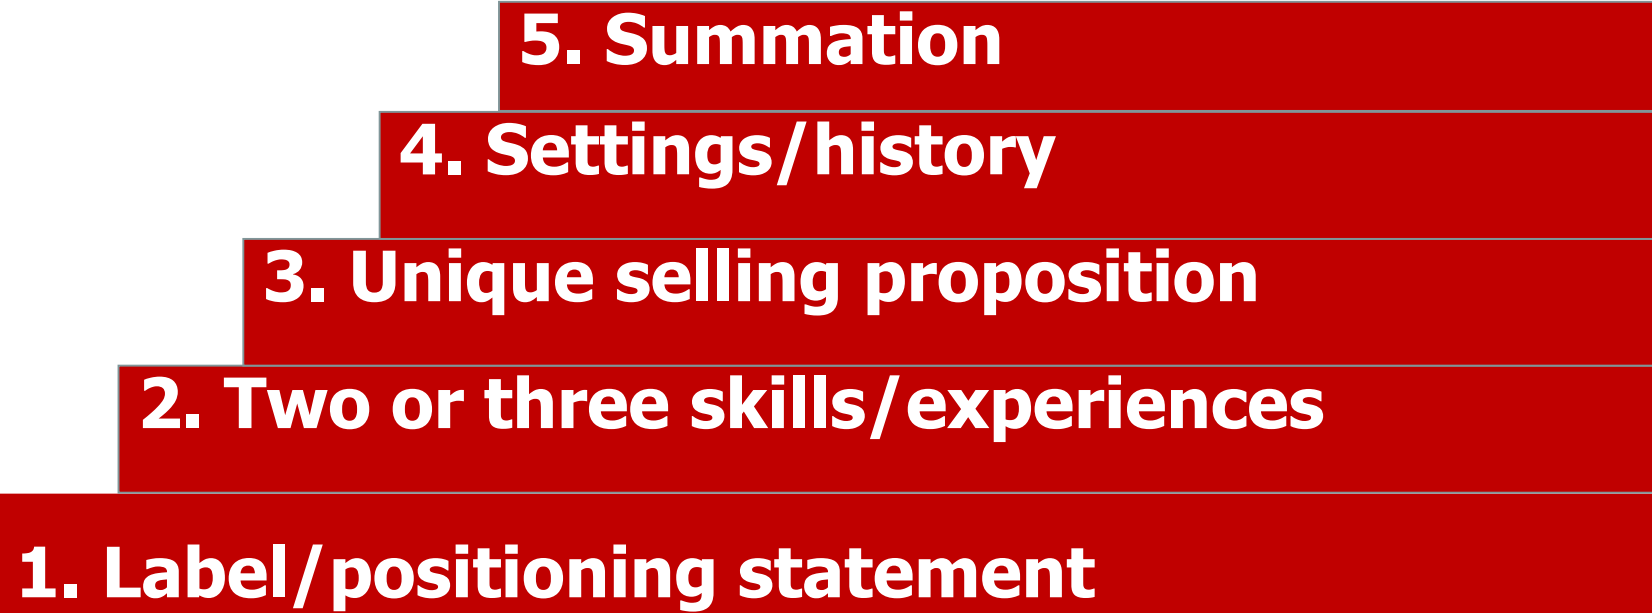 5. Summation
4. Settings/history
3. Unique selling proposition
2. Two or three skills/experiences
1. Label/positioning statement